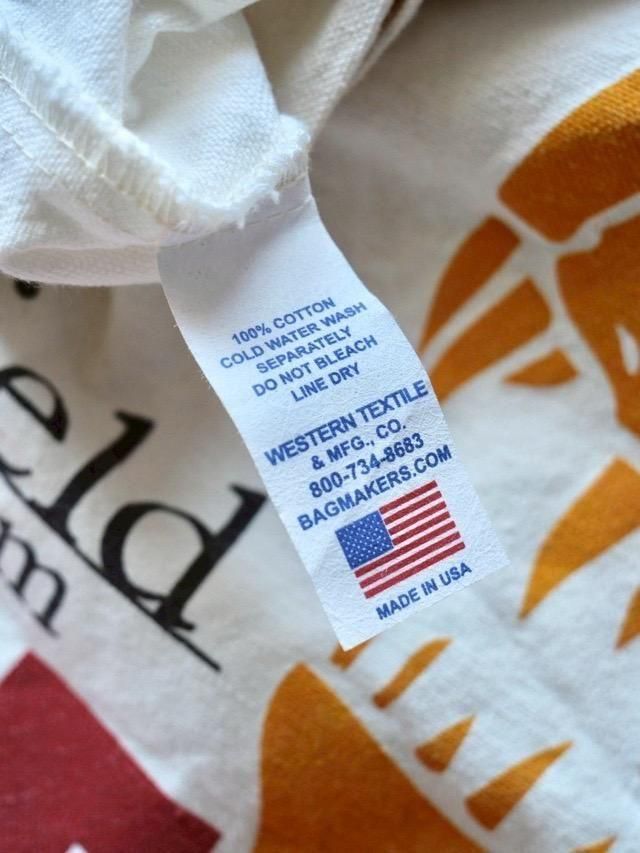 100% COTTON
COLD WATER WASH
SEPARATELY
DO NOT BLEACH
LINE DRY
WESTERN TEXTILE
& MFG., CO.
800-734-8683
BAGMAKERS.COM
MADE IN USA
eld
m